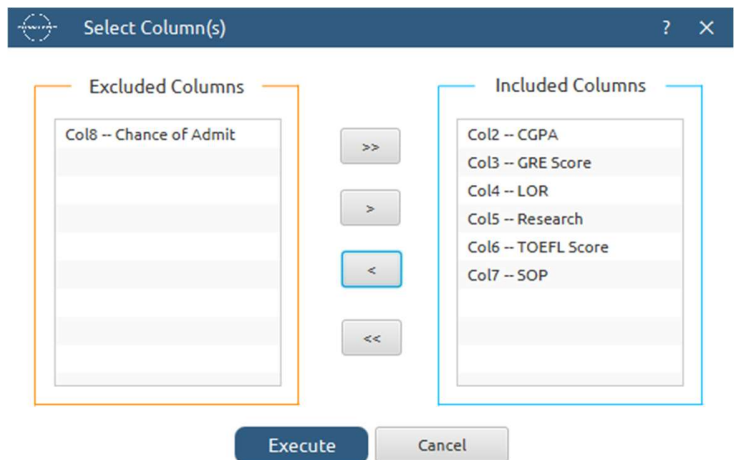 Select Column(s) ? ×
Excluded Columns
Col8 -- Chance of Admit
>>
>
<
<<
Included Columns
Col2 -- CGPA
Col3 -- GRE Score
Col4 -- LOR
Col5 -- Research
Col6 -- TOEFL Score
Col7 -- SOP
Execute
Cancel